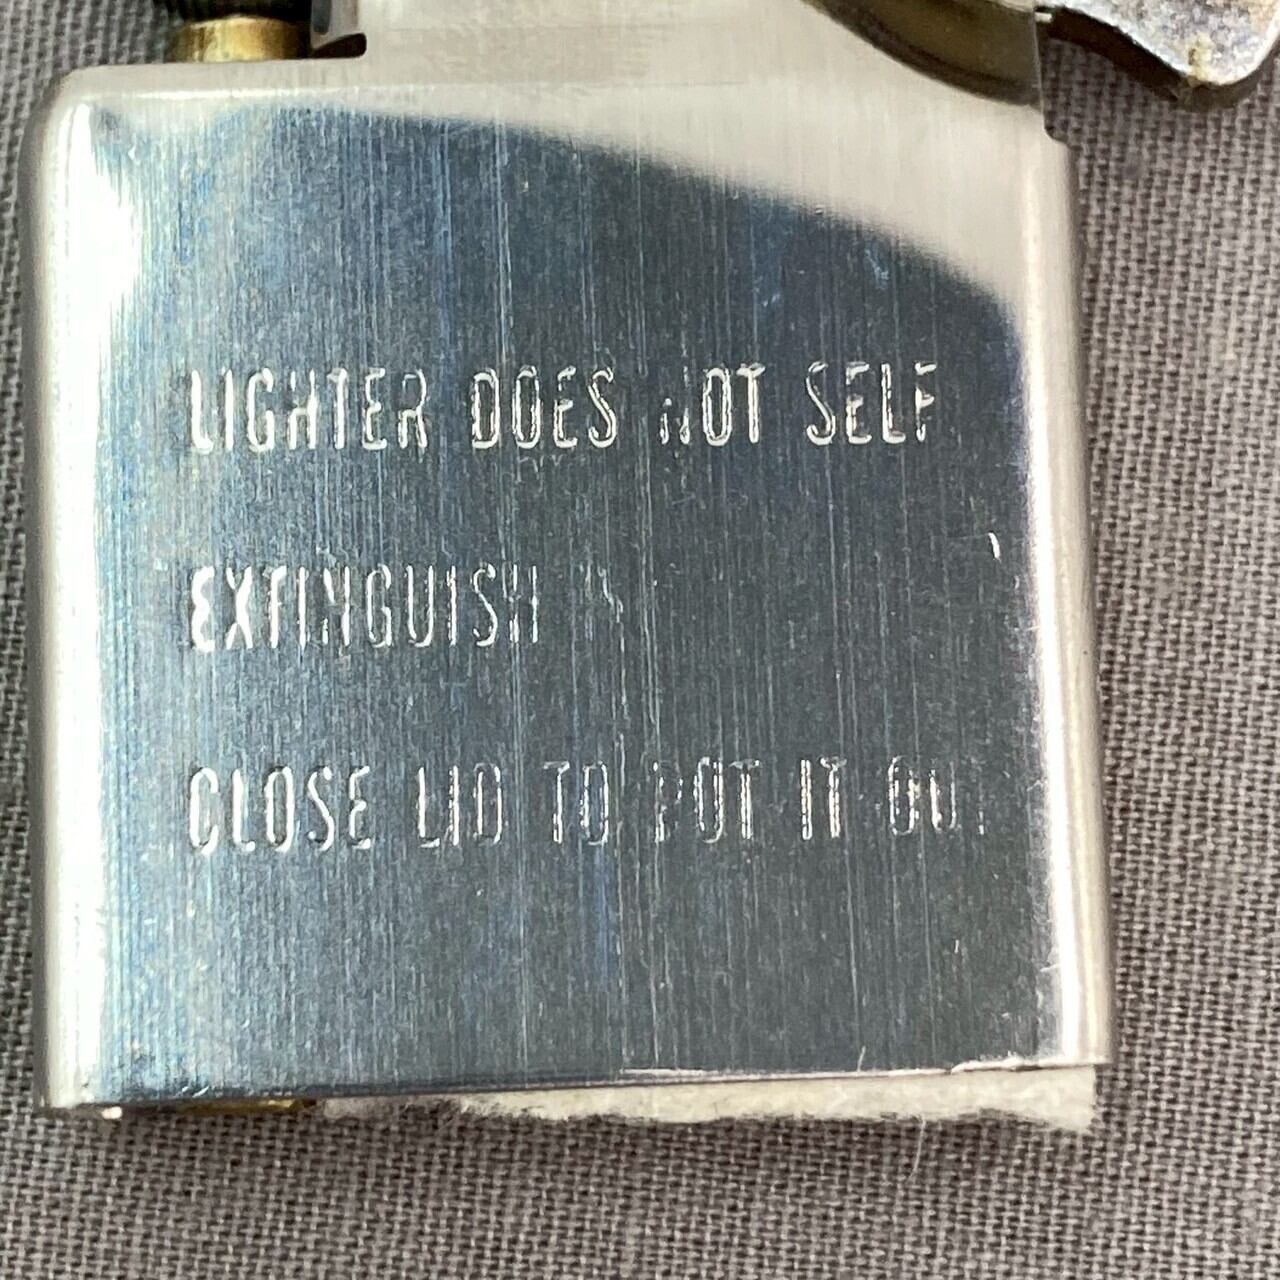 LIGHTER DOES NOT SELF
EXTINGUISH
CLOSE LID TO PUT IT OUT